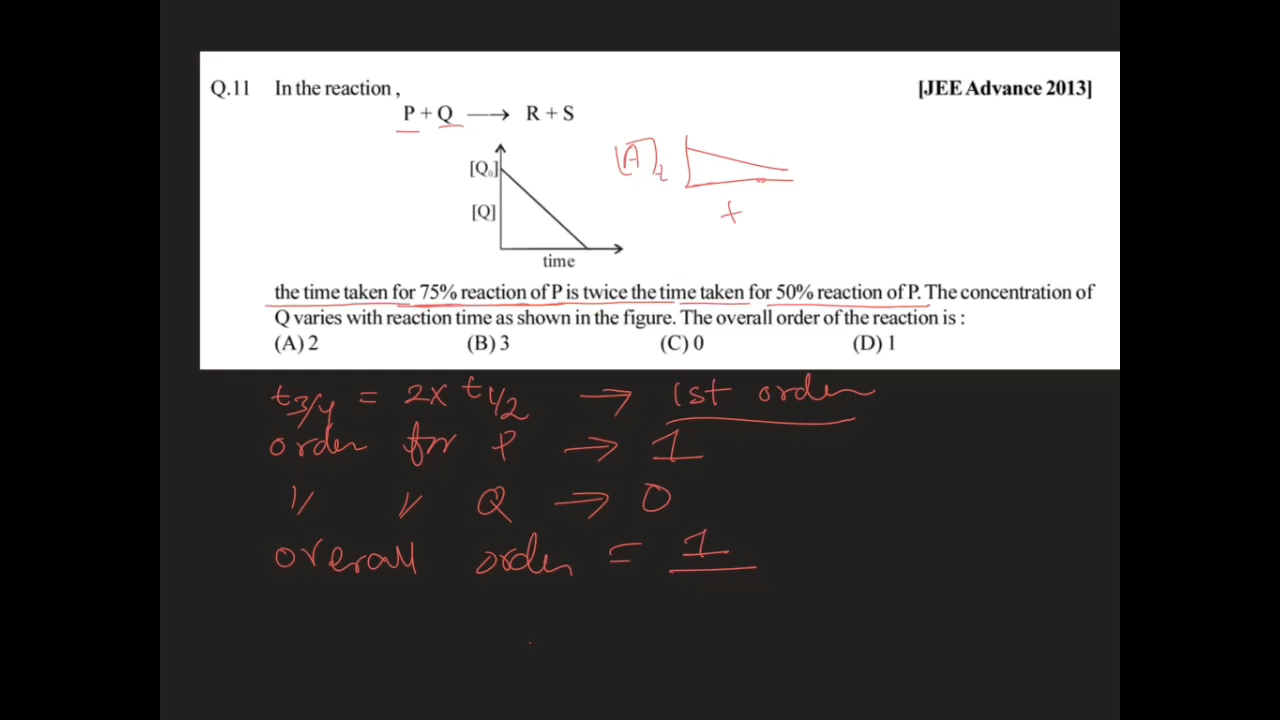 Q.11 In the reaction , [JEE Advance 2013]
P + Q ⟶ R + S
[Q₀]
[Q]
time
[A]t
t
the time taken for 75% reaction of P is twice the time taken for 50% reaction of P. The concentration of
Q varies with reaction time as shown in the figure. The overall order of the reaction is :
(A) 2 (B) 3 (C) 0 (D) 1
t3/4 = 2x t1/2 → 1st order
order for P → 1
〃 〃 Q → 0
overall order = 1